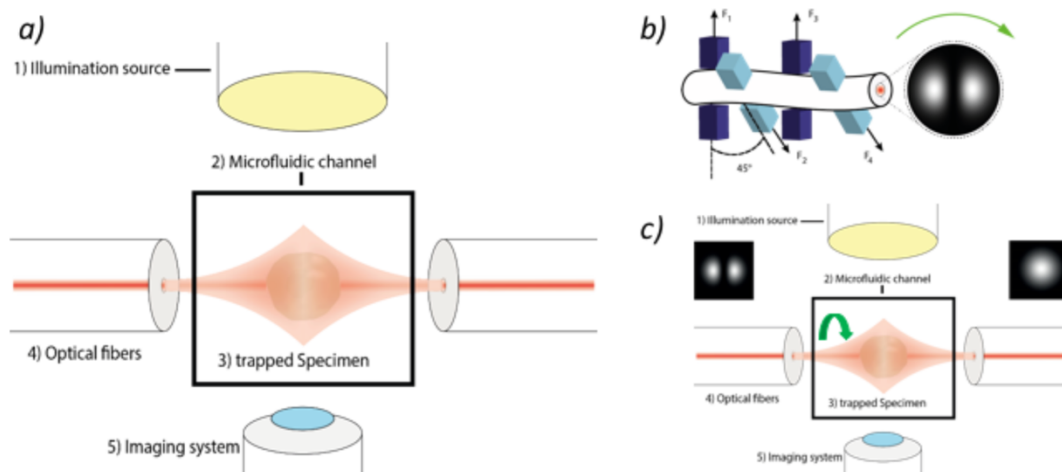 a)
1) Illumination source
2) Microfluidic channel
4) Optical fibers
3) trapped Specimen
5) Imaging system
b)
F1
F3
F2
F4
45°
c)
1) Illumination source
2) Microfluidic channel
4) Optical fibers
3) trapped Specimen
5) Imaging system